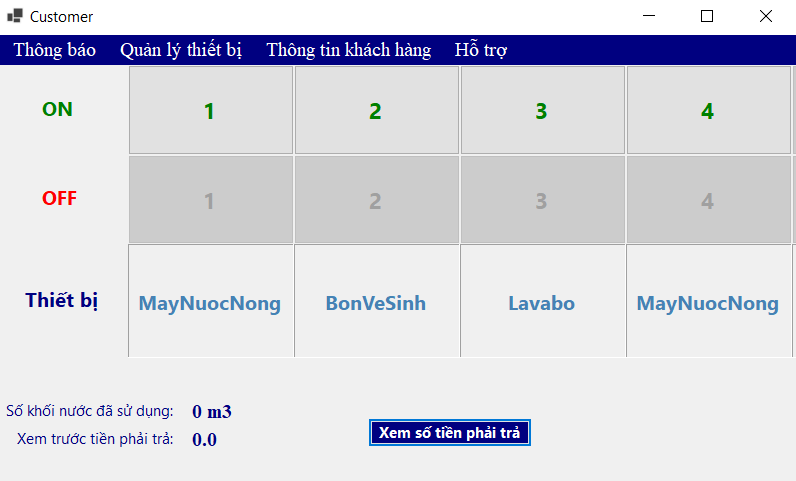 Customer
Thông báo Quản lý thiết bị Thông tin khách hàng Hỗ trợ
ON 1 2 3 4
OFF 1 2 3 4
Thiết bị MayNuocNong BonVeSinh Lavabo MayNuocNong
Số khối nước đã sử dụng: 0 m3
Xem trước tiền phải trả: 0.0
Xem số tiền phải trả